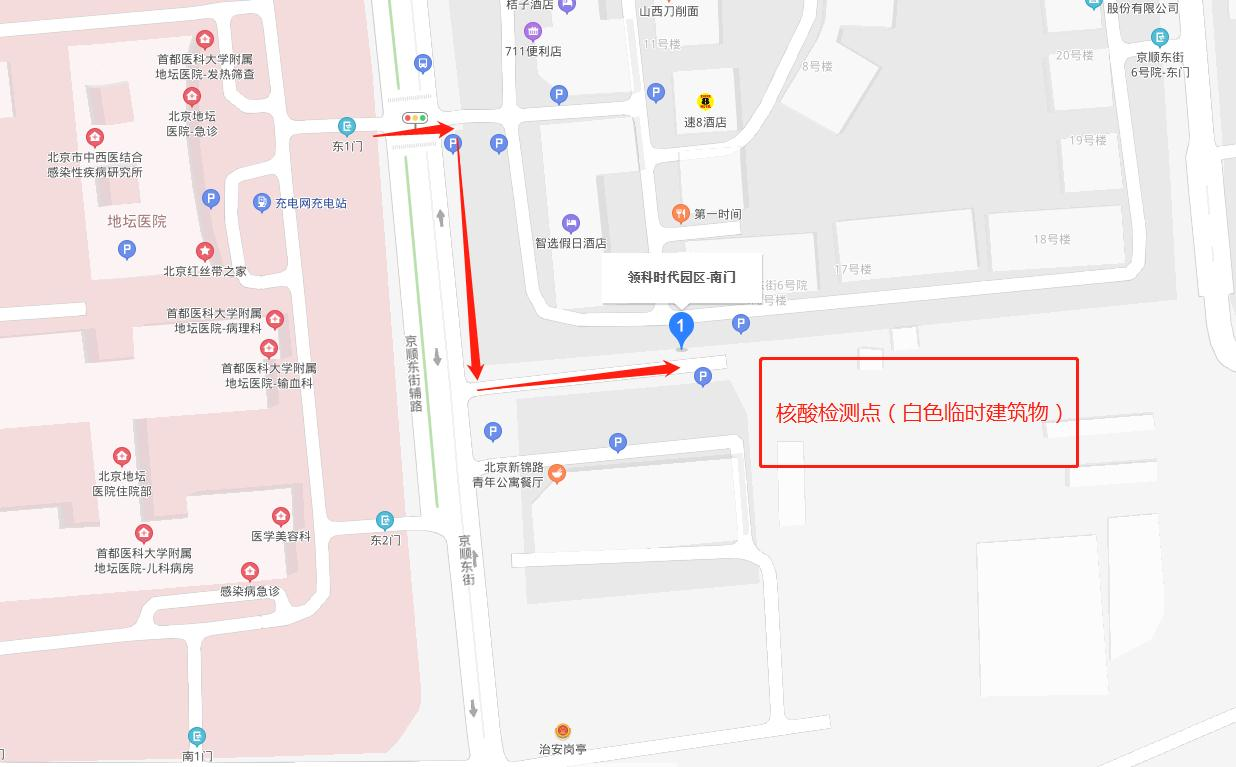 桔子酒店
山西刀削面
股份有限公司
首都医科大学附属
地坛医院-发热筛查
711便利店
11号楼
8号楼
20号楼
京顺东街
6号院-东门
北京地坛
医院-急诊
东1门
速8酒店
19号楼
北京市中西医结合
感染性疾病研究所
充电网充电站
地坛医院
第一时间
智选假日酒店
18号楼
北京红丝带之家
领科时代园区-南门
17号楼
街6号院
号楼
1
首都医科大学附属
地坛医院-病理科
京顺东街辅路
首都医科大学附属
地坛医院-输血科
核酸检测点（白色临时建筑物）
北京新锦路
青年公寓餐厅
北京地坛
医院住院部
医学美容科
东2门
京顺东街
首都医科大学附属
地坛医院-儿科病房
感染病急诊
南1门
治安岗亭
门